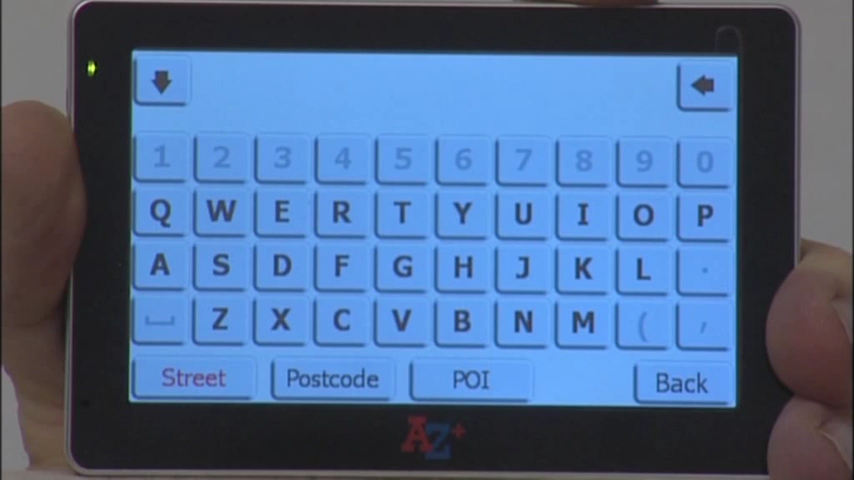 1 2 3 4 5 6 7 8 9 0
Q W E R T Y U I O P
A S D F G H J K L .
Z X C V B N M ( ,
Street Postcode POI Back
AZ+